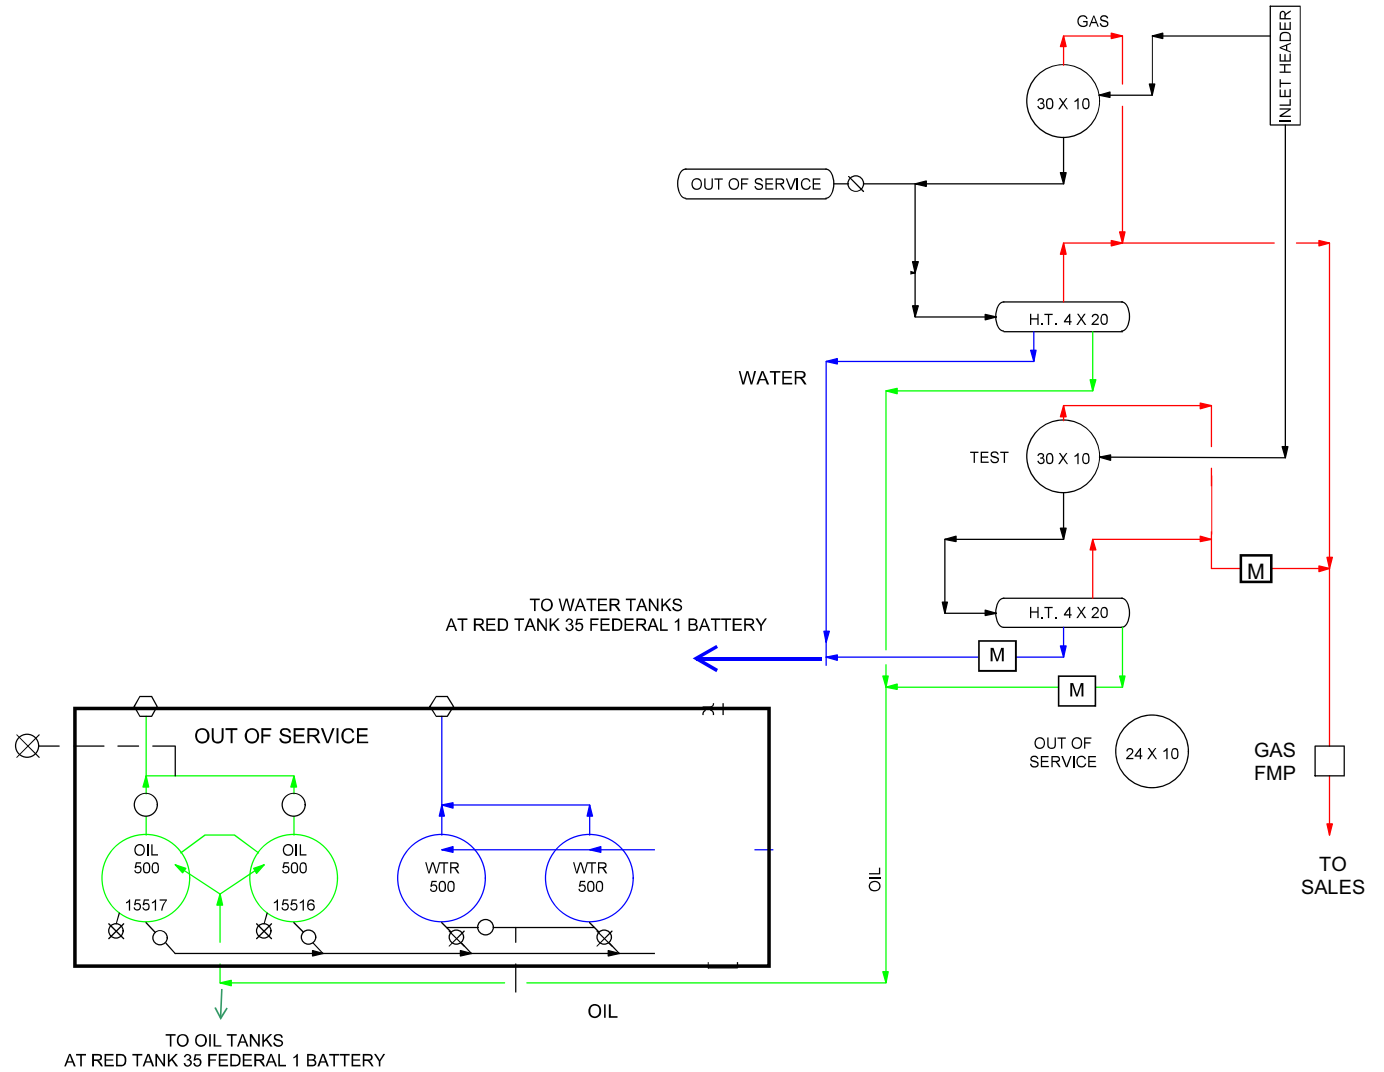 GAS
INLET HEADER
30 X 10
OUT OF SERVICE
H.T. 4 X 20
WATER
TEST
30 X 10
TO WATER TANKS
AT RED TANK 35 FEDERAL 1 BATTERY
M
H.T. 4 X 20
M
M
OUT OF SERVICE
OUT OF
SERVICE
24 X 10
GAS
FMP
OIL
500
15517
OIL
500
15516
WTR
500
WTR
500
OIL
TO
SALES
OIL
TO OIL TANKS
AT RED TANK 35 FEDERAL 1 BATTERY